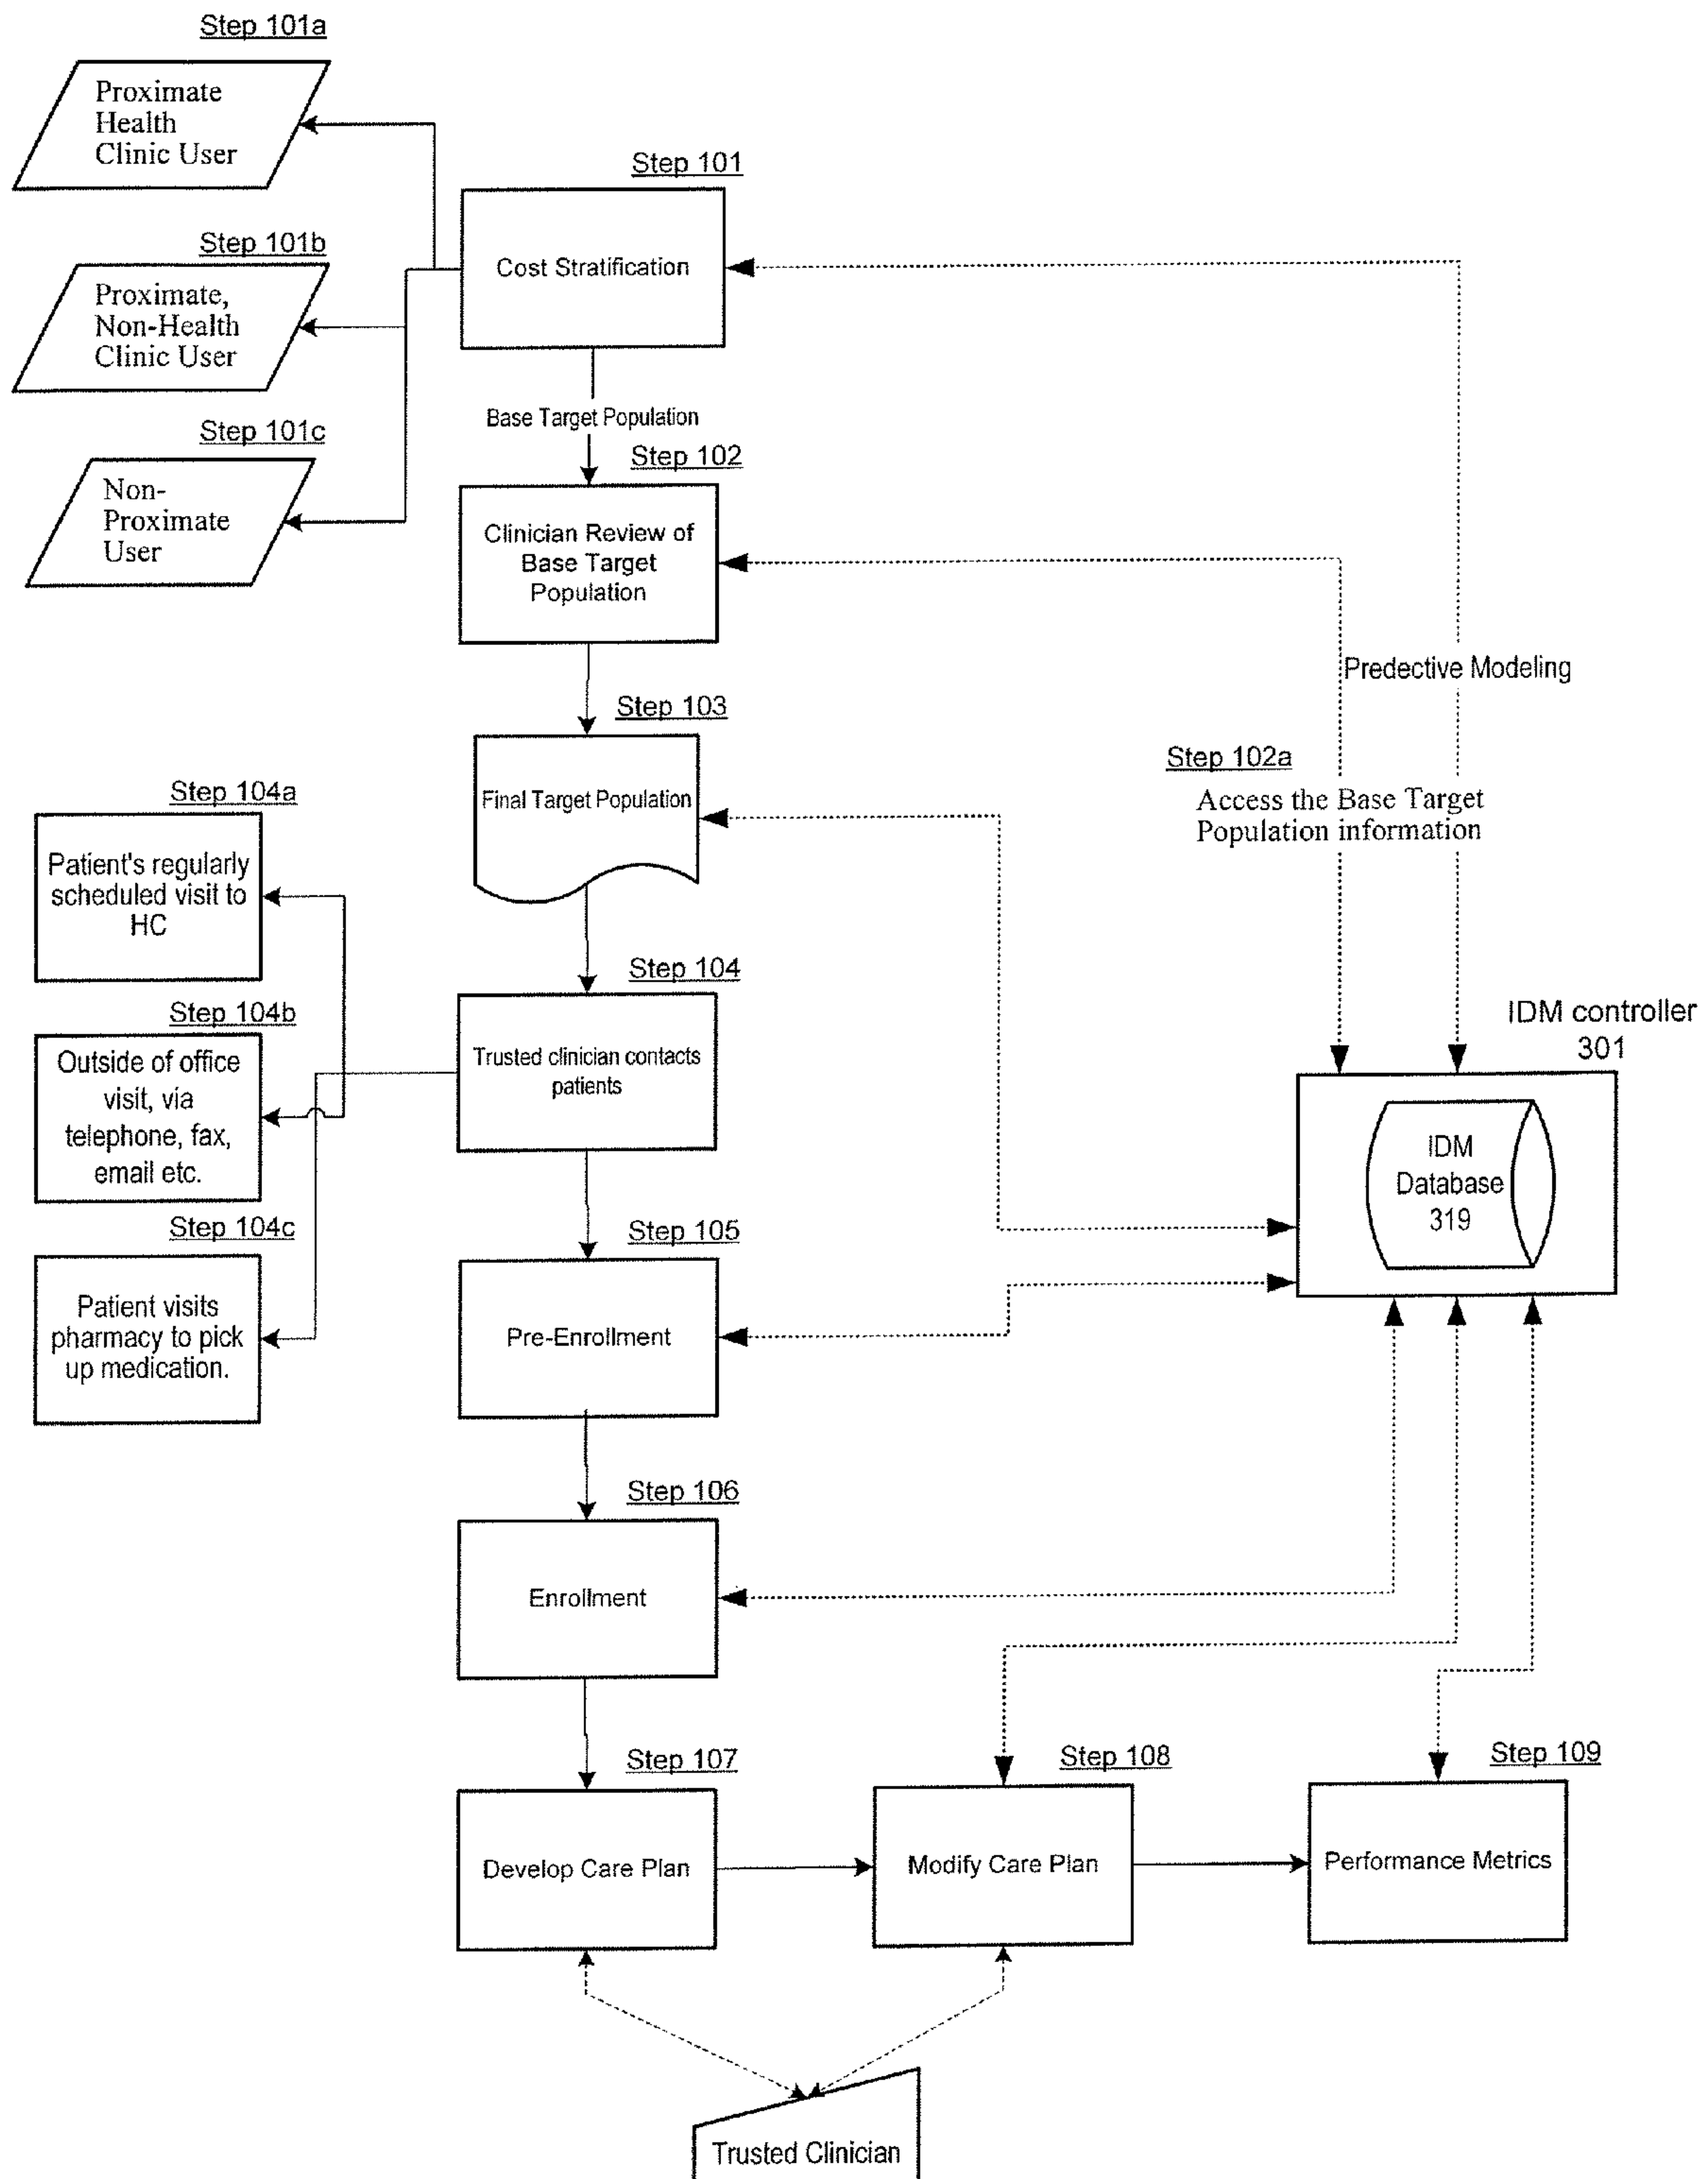 Step 101a
Proximate
Health
Clinic User
Step 101
Cost Stratification
Step 101b
Proximate,
Non-Health
Clinic User
Base Target Population
Step 101c
Non-
Proximate
User
Step 102
Clinician Review of
Base Target
Population
Predective Modeling
Step 102a
Access the Base Target
Population information
Step 103
Final Target Population
Step 104a
Patient's regularly
scheduled visit to
HC
Step 104
Trusted clinician contacts
patients
Step 104b
Outside of office
visit, via
telephone, fax,
email etc.
IDM controller
301
IDM
Database
319
Step 104c
Patient visits
pharmacy to pick
up medication.
Step 105
Pre-Enrollment
Step 106
Enrollment
Step 107
Develop Care Plan
Step 108
Modify Care Plan
Step 109
Performance Metrics
Trusted Clinician